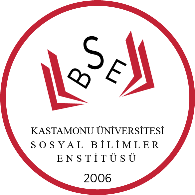 BSE
KASTAMONU ÜNİVERSİTESİ
SOSYAL BİLİMLER
ENSTİTÜSÜ
2006